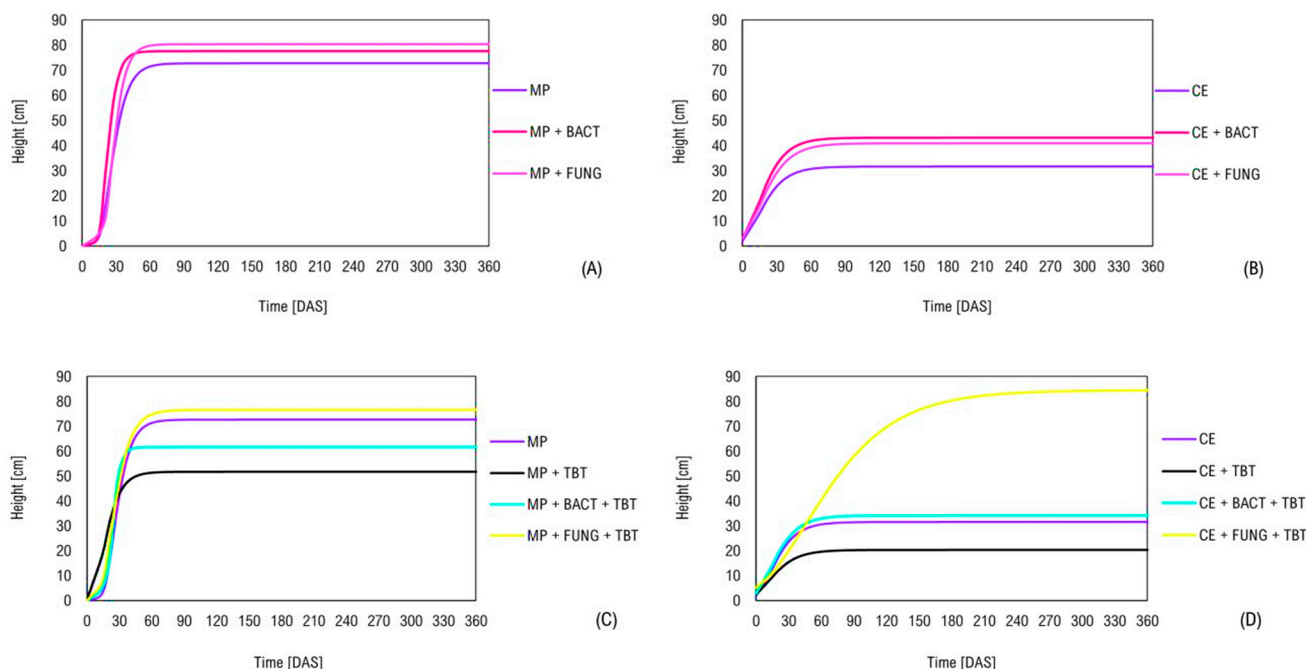 90
80
70
60
50
40
30
20
10
0
Height [cm]
0 30 60 90 120 150 180 210 240 270 300 330 360
Time [DAS]
MP
MP + BACT
MP + FUNG
(A)
90
80
70
60
50
40
30
20
10
0
Height [cm]
0 30 60 90 120 150 180 210 240 270 300 330 360
Time [DAS]
CE
CE + BACT
CE + FUNG
(B)
90
80
70
60
50
40
30
20
10
0
Height [cm]
0 30 60 90 120 150 180 210 240 270 300 330 360
Time [DAS]
MP
MP + TBT
MP + BACT + TBT
MP + FUNG + TBT
(C)
90
80
70
60
50
40
30
20
10
0
Height [cm]
0 30 60 90 120 150 180 210 240 270 300 330 360
Time [DAS]
CE
CE + TBT
CE + BACT + TBT
CE + FUNG + TBT
(D)